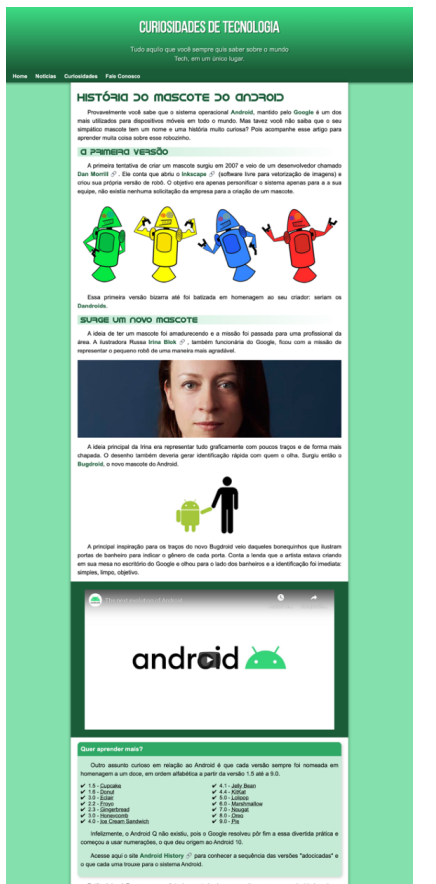 CURIOSIDADES DE TECNOLOGIA
Tudo aquilo que você sempre quis saber sobre o mundo
Tech, em um único lugar.
Home Notícias Curiosidades Fale Conosco
HISTÓRIA DO MASCOTE DO ANDROID
Provavelmente você sabe que o sistema operacional Android, mantido pelo Google é um dos
mais utilizados para dispositivos móveis em todo o mundo. Mas tavez você não saiba que o seu
simpático mascote tem um nome e uma história muito curiosa? Pois acompanhe esse artigo para
aprender muita coisa sobre esse robozinho.
A PRIMEIRA VERSÃO
A primeira tentativa de criar um mascote surgiu em 2007 e veio de um desenvolvedor chamado
Dan Morrill. Ele conta que abriu o Inkscape (software livre para vetorização de imagens) e
criou sua própria versão de robô. O objetivo era apenas personificar o sistema apenas para a a sua
equipe, não existia nenhuma solicitação da empresa para a criação de um mascote.
Essa primeira versão bizarra até foi batizada em homenagem ao seu criador: seriam os
Dandroids.
SURGE UM NOVO MASCOTE
A ideia de ter um mascote foi amadurecendo e a missão foi passada para uma profissional da
área. A ilustradora Russa Irina Blok, também funcionária do Google, ficou com a missão de
representar o pequeno robô de uma maneira mais agradável.
A ideia principal da Irina era representar tudo graficamente com poucos traços e de forma mais
chapada. O desenho também deveria gerar identificação rápida com quem o olha. Surgiu então o
Bugdroid, o novo mascote do Android.
A principal inspiração para os traços do novo Bugdroid veio daqueles bonequinhos que ilustram
portas de banheiro para indicar o gênero de cada porta. Conta a lenda que a artista estava criando
em sua mesa no escritório do Google e olhou para o lado dos banheiros e a identificação foi imediata:
simples, limpo, objetivo.
The next evolution of Android
android
Quer aprender mais?
Outro assunto curioso em relação ao Android é que cada versão sempre foi nomeada em
homenagem a um doce, em ordem alfabética a partir da versão 1.5 até a 9.0.
✔ 1.5 - Cupcake
✔ 1.6 - Donut
✔ 2.0 - Eclair
✔ 2.2 - Froyo
✔ 2.3 - Gingerbread
✔ 3.0 - Honeycomb
✔ 4.0 - Ice Cream Sandwich
✔ 4.1 - Jelly Bean
✔ 4.4 - KitKat
✔ 5.0 - Lolipop
✔ 6.0 - Marshmallow
✔ 7.0 - Nougat
✔ 8.0 - Oreo
✔ 9.0 - Pie
Infelizmente, o Android Q não existiu, pois o Google resolveu pôr fim a essa divertida prática e
começou a usar numerações, o que deu origem ao Android 10.
Acesse aqui o site Android History para conhecer a sequência das versões "adocicadas" e
o que cada uma trouxe para o sistema Android.